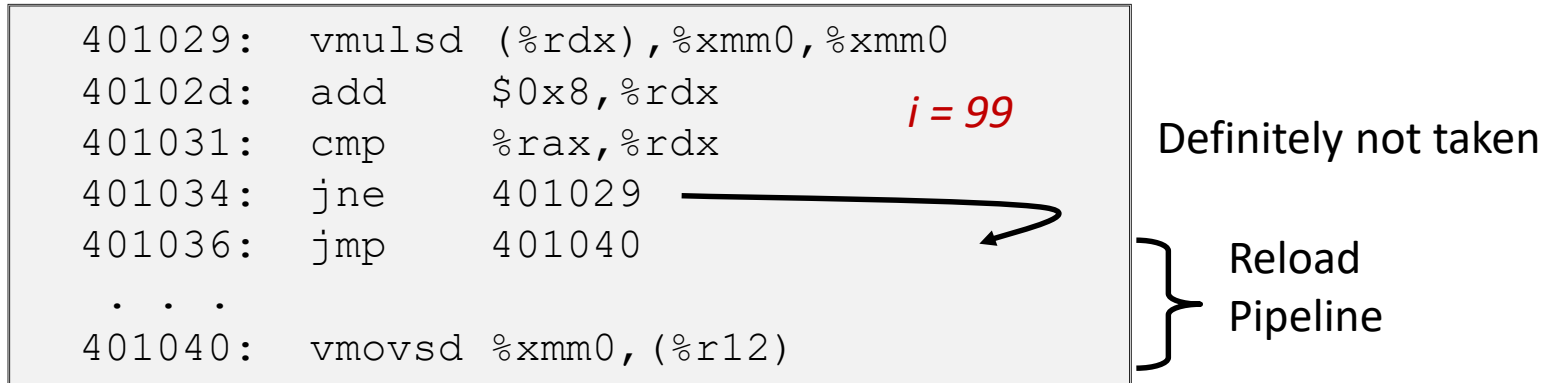 401029: vmulsd (%rdx),%xmm0,%xmm0
40102d: add $0x8,%rdx
i = 99
401031: cmp %rax,%rdx
Definitely not taken
401034: jne 401029
401036: jmp 401040
Reload
Pipeline
. . .
401040: vmovsd %xmm0,(%r12)